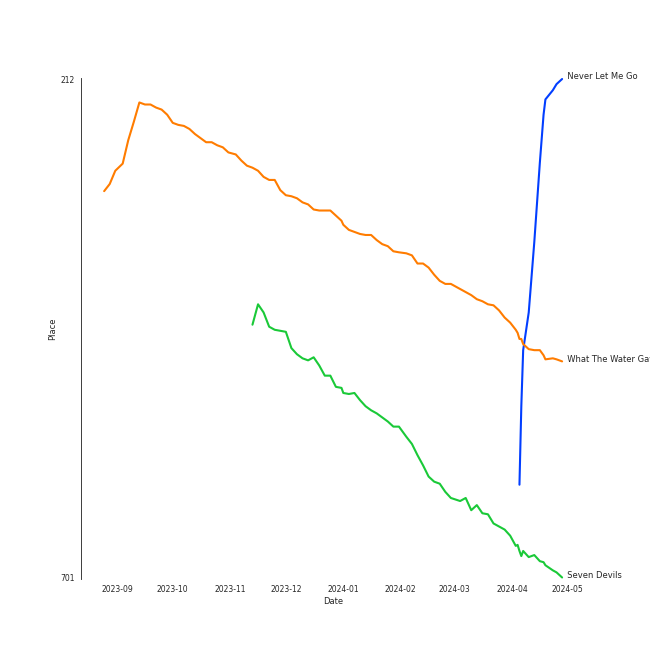 212
Never Let Me Go
Place
What The Water Ga
701
Seven Devils
2023-09 2023-10 2023-11 2023-12 2024-01 2024-02 2024-03 2024-04 2024-05
Date